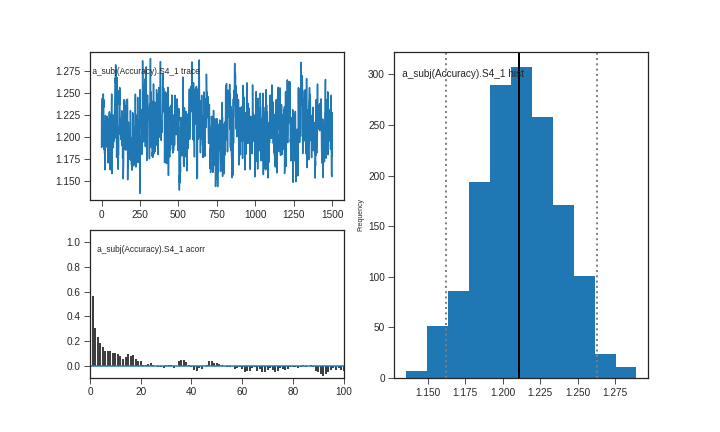 a_subj(Accuracy).S4_1 trace
1.275
1.250
1.225
1.200
1.175
1.150
0 250 500 750 1000 1250 1500
a_subj(Accuracy).S4_1 acorr
1.0
0.8
0.6
0.4
0.2
0.0
0 20 40 60 80 100
a_subj(Accuracy).S4_1 hist
Frequency
300
250
200
150
100
50
0
1.150 1.175 1.200 1.225 1.250 1.275